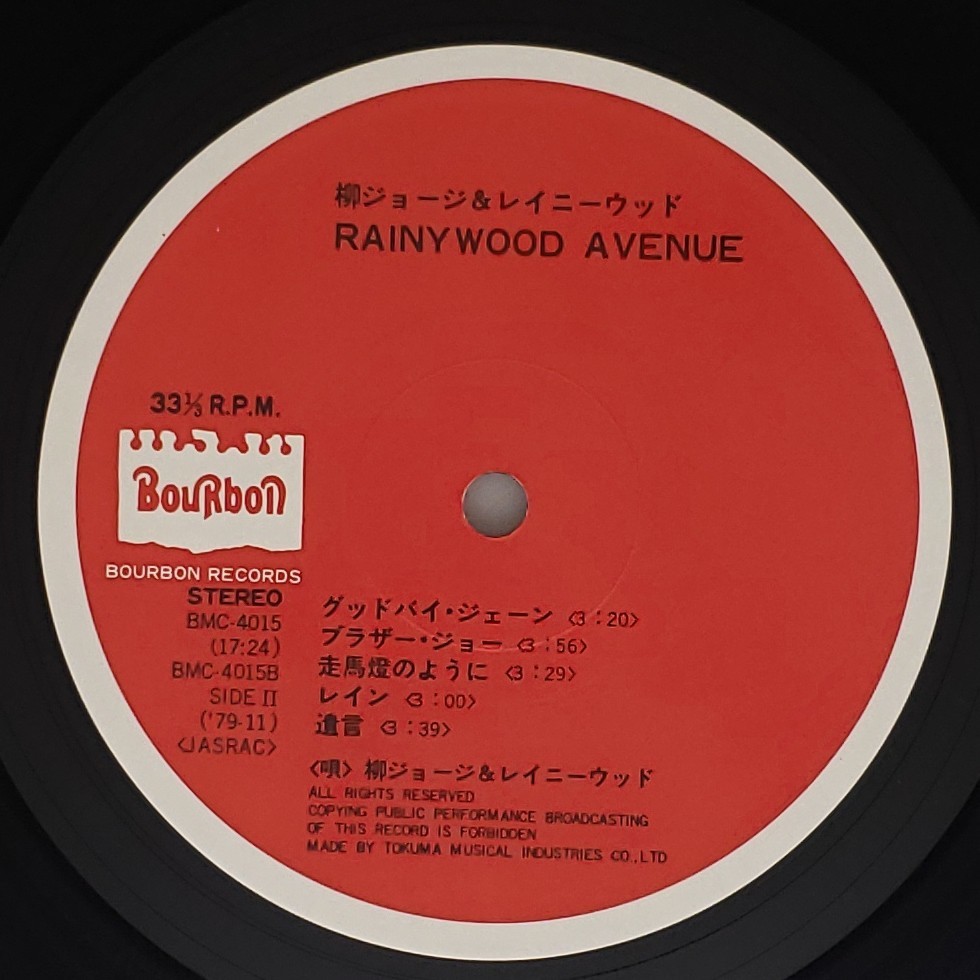 柳ジョージ&レイニーウッド
RAINYWOOD AVENUE
33⅓ R.P.M.
BouRbon
BOURBON RECORDS
STEREO
BMC-4015
(17:24)
BMC-4015B
SIDE II
('79-11)
<JASRAC>
グッドバイ・ジェーン <3:20>
ブラザー・ジョー <3:56>
走馬燈のように <3:29>
レイン <3:00>
遺言 <3:39>
〈唄〉柳ジョージ&レイニーウッド
ALL RIGHTS RESERVED
COPYING PUBLIC PERFORMANCE BROADCASTING
OF THIS RECORD IS FORBIDDEN
MADE BY TOKUMA MUSICAL INDUSTRIES CO.,LTD